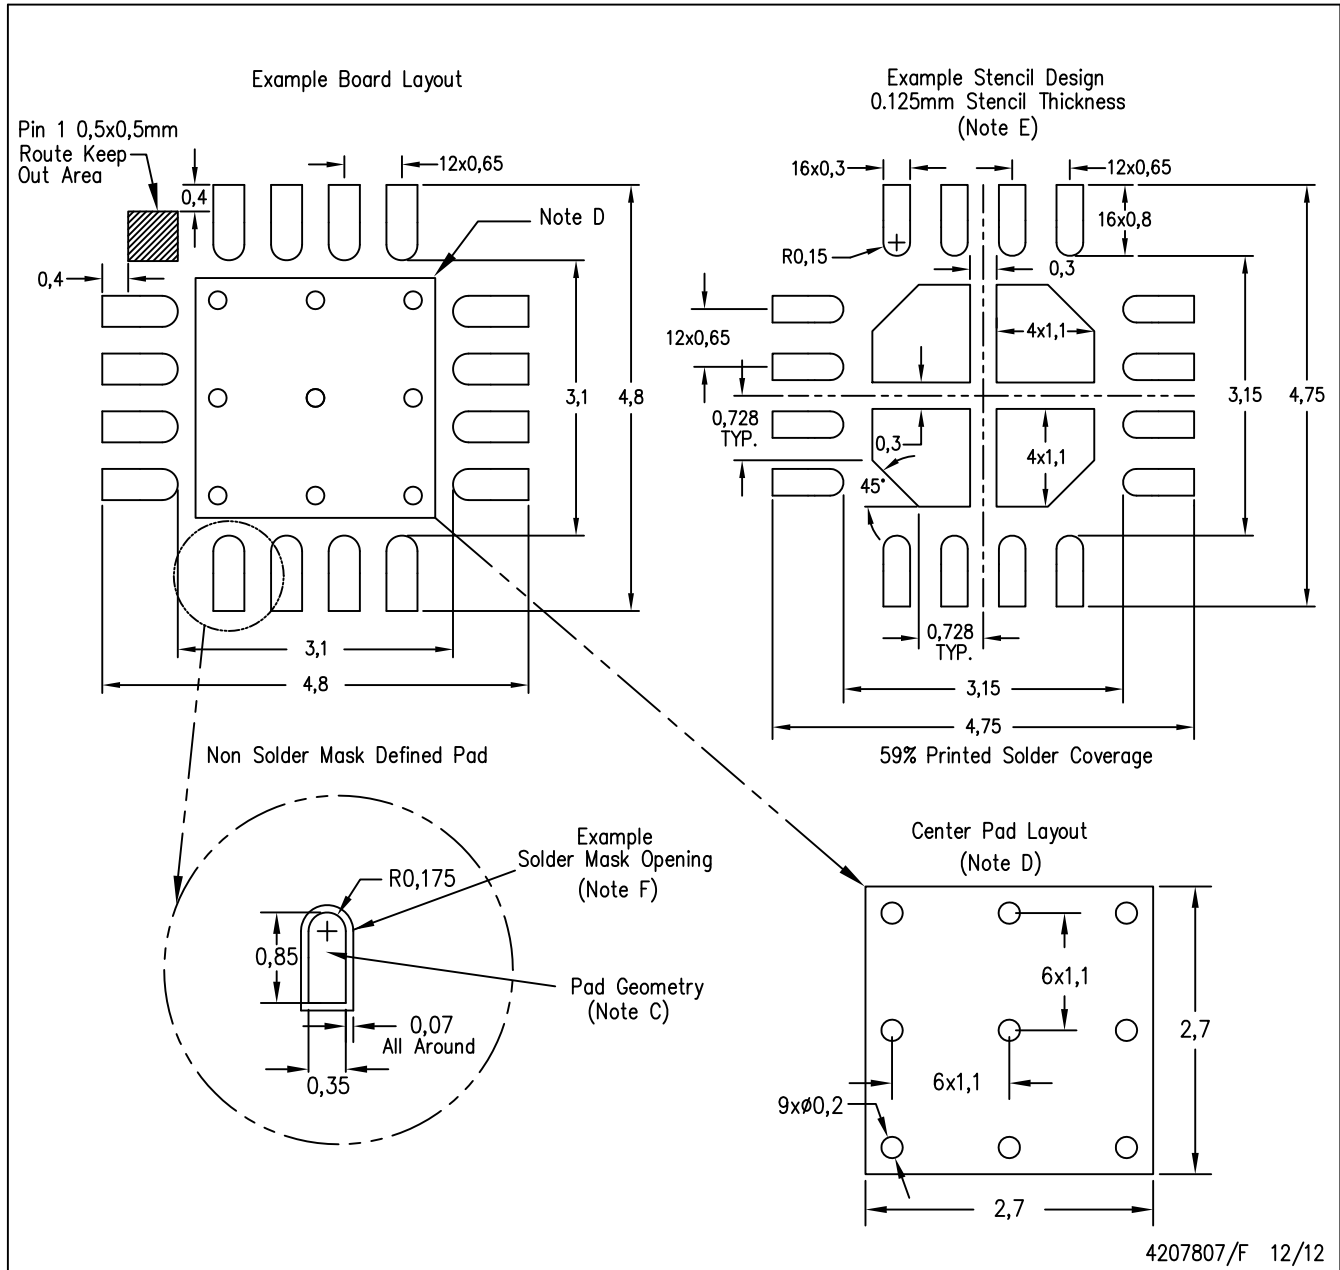 Example Board Layout
Pin 1 0,5x0,5mm
Route Keep
Out Area
0,4
12x0,65
Note D
0,4
3,1
4,8
3,1
4,8
Example Stencil Design
0.125mm Stencil Thickness
(Note E)
16x0,3
12x0,65
16x0,8
R0,15
0,3
12x0,65
4x1,1
3,15
4,75
0,728
TYP.
0,3
4x1,1
45°
0,728
TYP.
3,15
4,75
59% Printed Solder Coverage
Non Solder Mask Defined Pad
Example
Solder Mask Opening
(Note F)
R0,175
0,85
Pad Geometry
(Note C)
0,07
All Around
0,35
Center Pad Layout
(Note D)
6x1,1
2,7
6x1,1
9xø0,2
2,7
4207807/F 12/12